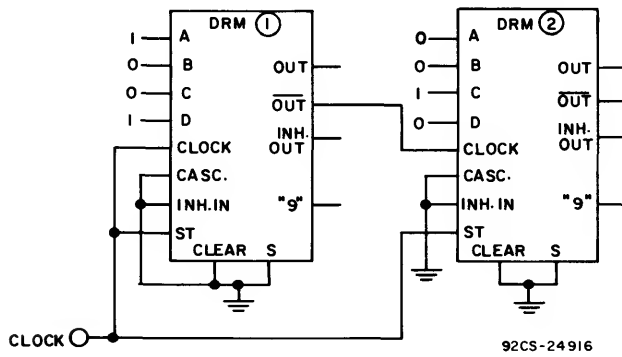 DRM 1
1 A
0 B
0 C
1 D
CLOCK
CASC.
INH.IN
ST
CLEAR S
OUT
OUT
INH.
OUT
"9"
DRM 2
0 A
0 B
1 C
0 D
CLOCK
CASC.
INH.IN
ST
CLEAR S
OUT
OUT
INH.
OUT
"9"
CLOCK
92CS-24916